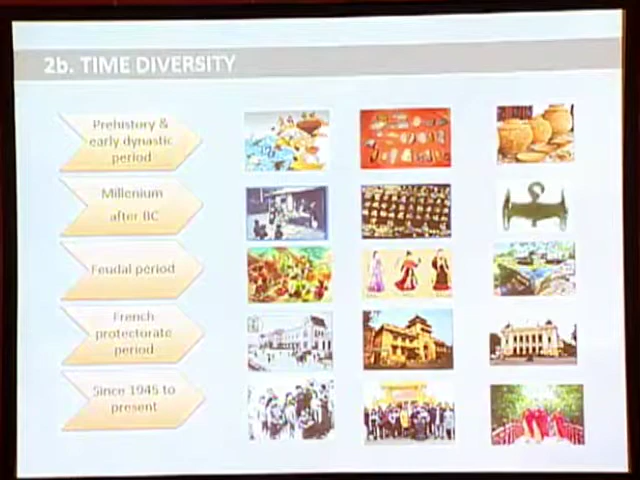 2b. TIME DIVERSITY
Prehistory &
early dynastic
period
Millenium
after BC
Feudal period
French
protectorate
period
Since 1945 to
present